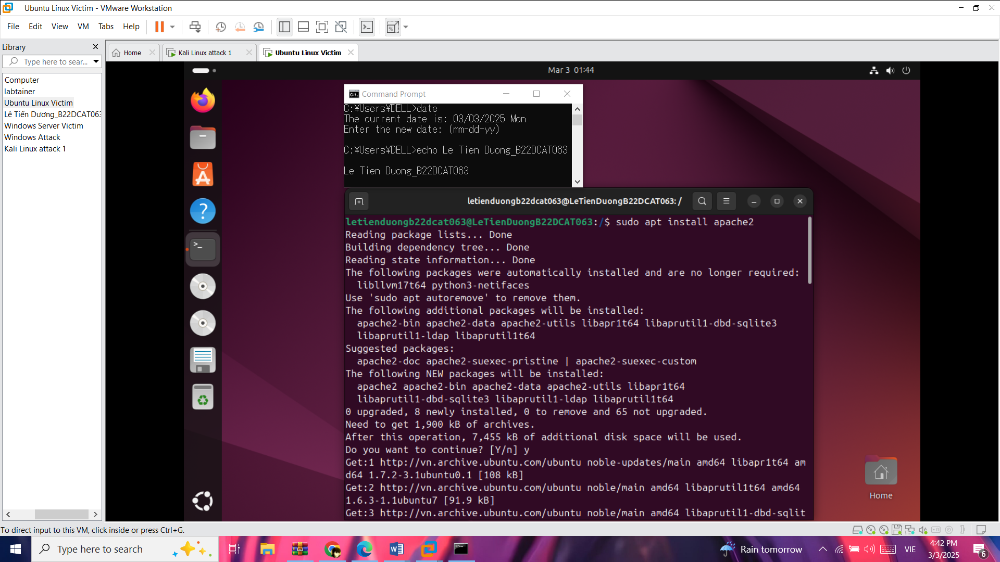 Ubuntu Linux Victim - VMware Workstation
File Edit View VM Tabs Help
Library
Type here to sear...
Computer
labtainer
Ubuntu Linux Victim
Lê Tiến Dương_B22DCAT063
Windows Server Victim
Windows Attack
Kali Linux attack 1
Home
Kali Linux attack 1
Ubuntu Linux Victim
Mar 3 01:44
Command Prompt
C:¥Users¥DELL>date
The current date is: 03/03/2025 Mon
Enter the new date: (mm-dd-yy)
C:¥Users¥DELL>echo Le Tien Duong_B22DCAT063
Le Tien Duong_B22DCAT063
letienduongb22dcat063@LeTienDuongB22DCAT063: /
letienduongb22dcat063@LeTienDuongB22DCAT063:/$ sudo apt install apache2
Reading package lists... Done
Building dependency tree... Done
Reading state information... Done
The following packages were automatically installed and are no longer required:
libllvm17t64 python3-netifaces
Use 'sudo apt autoremove' to remove them.
The following additional packages will be installed:
apache2-bin apache2-data apache2-utils libapr1t64 libaprutil1-dbd-sqlite3
libaprutil1-ldap libaprutil1t64
Suggested packages:
apache2-doc apache2-suexec-pristine | apache2-suexec-custom
The following NEW packages will be installed:
apache2 apache2-bin apache2-data apache2-utils libapr1t64
libaprutil1-dbd-sqlite3 libaprutil1-ldap libaprutil1t64
0 upgraded, 8 newly installed, 0 to remove and 65 not upgraded.
Need to get 1,900 kB of archives.
After this operation, 7,455 kB of additional disk space will be used.
Do you want to continue? [Y/n] y
Get:1 http://vn.archive.ubuntu.com/ubuntu noble-updates/main amd64 libapr1t64 am
d64 1.7.2-3.1ubuntu0.1 [108 kB]
Get:2 http://vn.archive.ubuntu.com/ubuntu noble/main amd64 libaprutil1t64 amd64
1.6.3-1.1ubuntu7 [91.9 kB]
Get:3 http://vn.archive.ubuntu.com/ubuntu noble/main amd64 libaprutil1-dbd-sqlit
Home
To direct input to this VM, click inside or press Ctrl+G.
Type here to search
Rain tomorrow
VIE
4:42 PM
3/3/2025
6